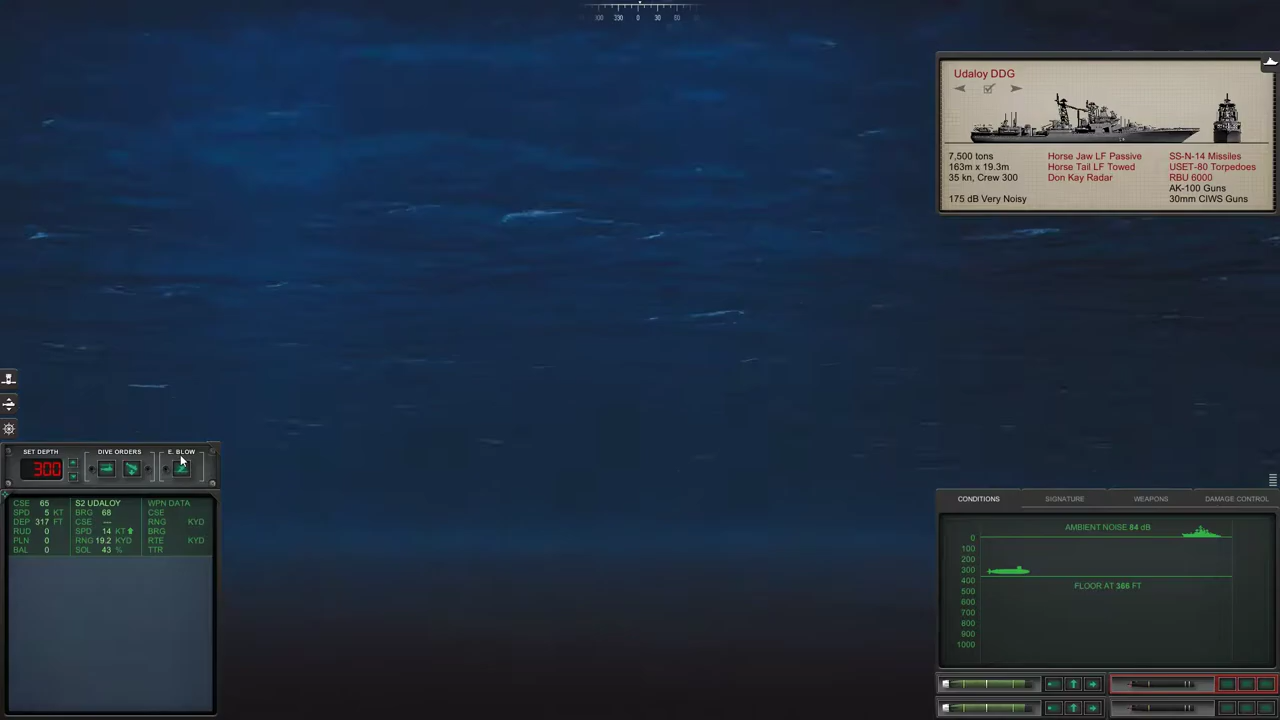 300 330 0 30 60
Udaloy DDG
7,500 tons Horse Jaw LF Passive SS-N-14 Missiles
163m x 19.3m Horse Tail LF Towed USET-80 Torpedoes
35 kn, Crew 300 Don Kay Radar RBU 6000
AK-100 Guns
175 dB Very Noisy 30mm CIWS Guns
SET DEPTH DIVE ORDERS E. BLOW
300
CSE 65 S2 UDALOY WPN DATA
SPD 5 KT BRG 68 CSE
DEP 317 FT CSE --- RNG KYD
RUD 0 SPD 14 KT BRG
PLN 0 RNG 19.2 KYD RTE KYD
BAL 0 SOL 43 % TTR
CONDITIONS SIGNATURE WEAPONS DAMAGE CONTROL
AMBIENT NOISE 84 dB
0
100
200
300
400
FLOOR AT 366 FT
500
600
700
800
900
1000